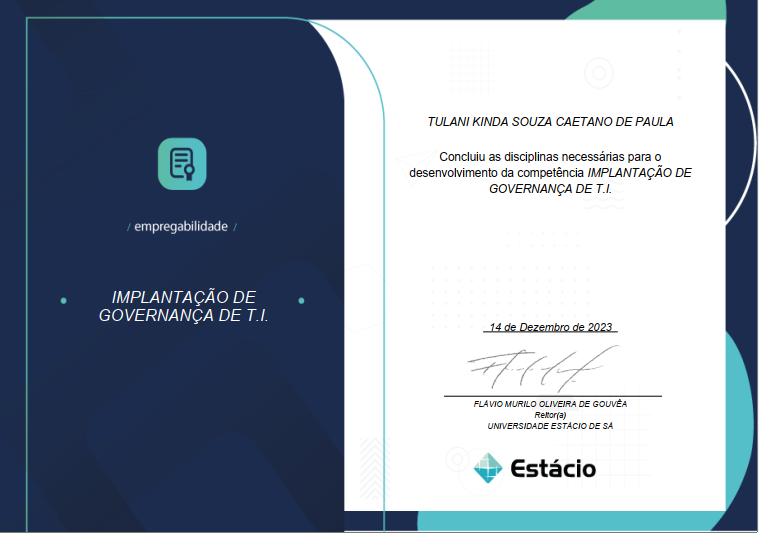 / empregabilidade /
IMPLANTAÇÃO DE
GOVERNANÇA DE T.I.
TULANI KINDA SOUZA CAETANO DE PAULA
Concluiu as disciplinas necessárias para o
desenvolvimento da competência IMPLANTAÇÃO DE
GOVERNANÇA DE T.I.
14 de Dezembro de 2023
FLÁVIO MURILO OLIVEIRA DE GOUVÊA
Reitor(a)
UNIVERSIDADE ESTÁCIO DE SÁ
Estácio